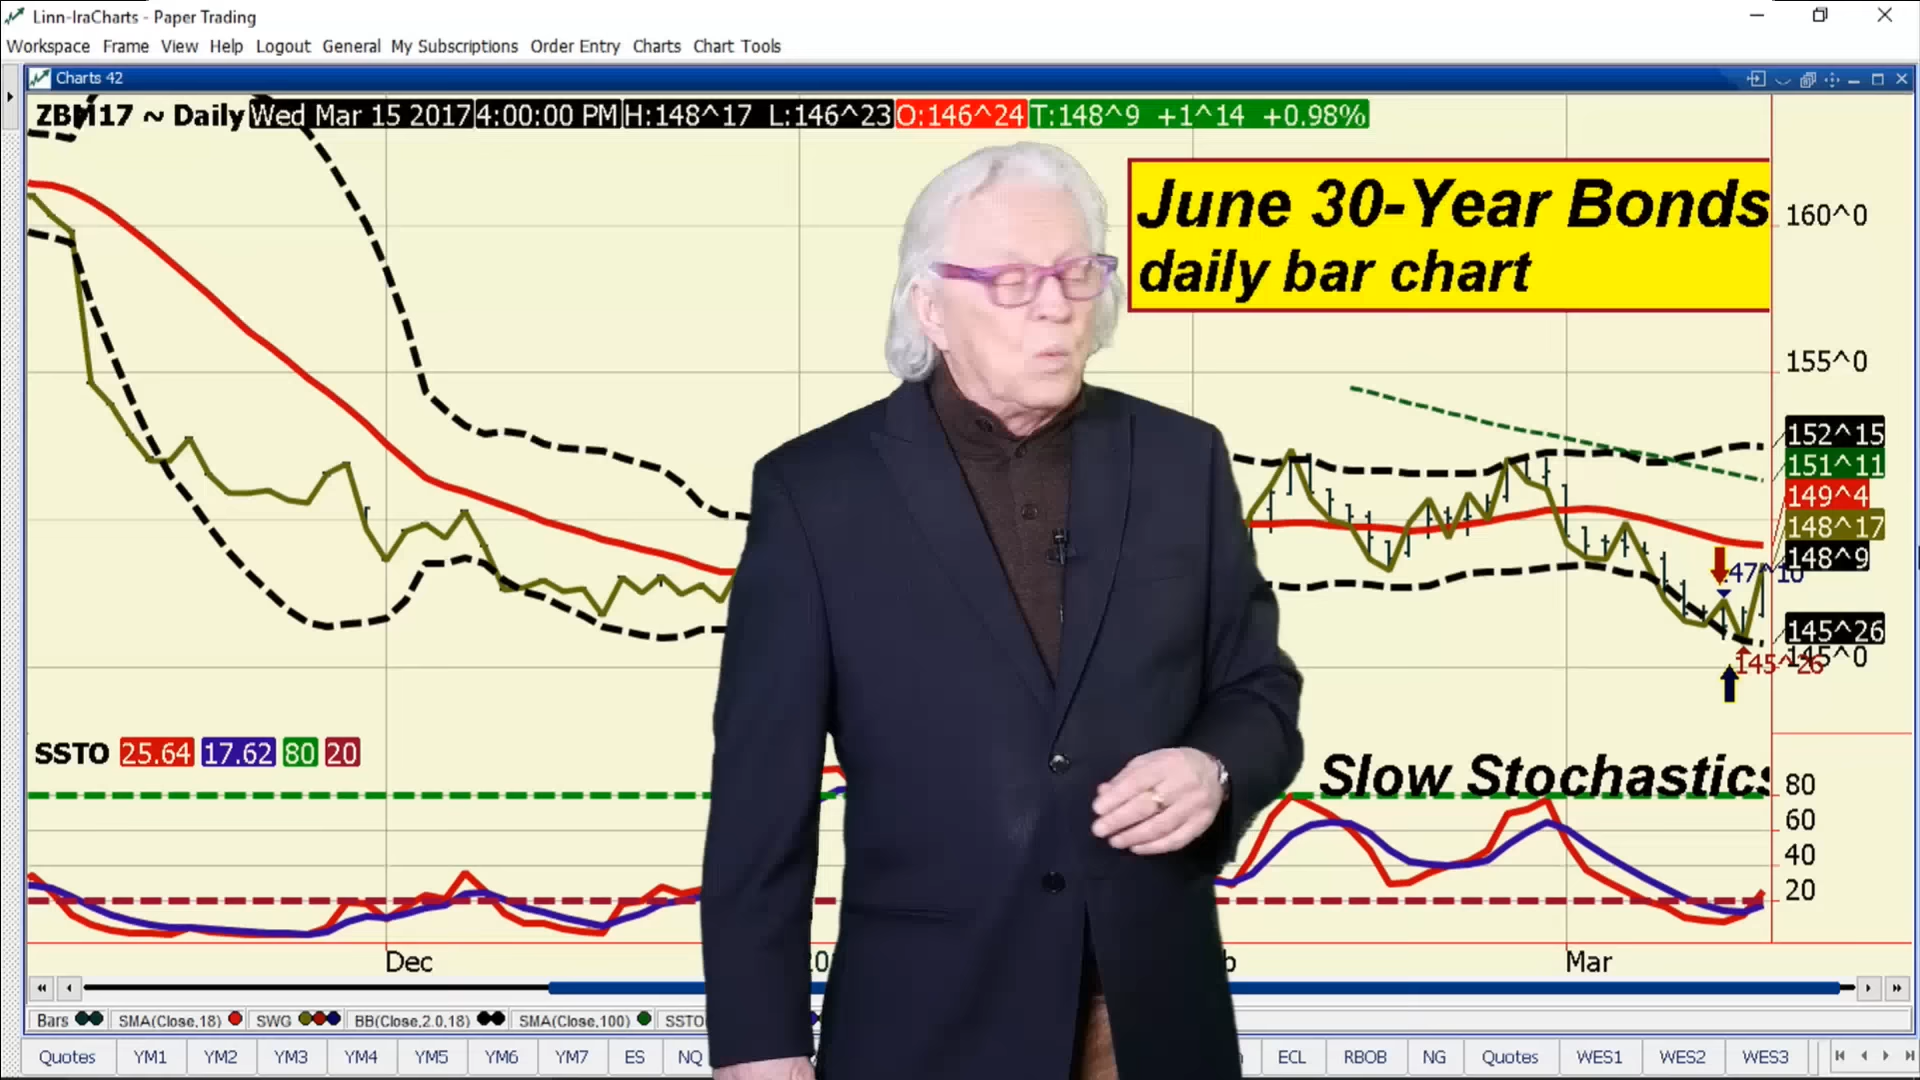 Linn-IraCharts - Paper Trading
Workspace Frame View Help Logout General My Subscriptions Order Entry Charts Chart Tools
Charts 42
ZBM17 ~ Daily Wed Mar 15 2017 4:00:00 PM H:148^17 L:146^23 O:146^24 T:148^9 +1^14 +0.98%
June 30-Year Bonds
daily bar chart
160^0
155^0
152^15
151^11
149^4
148^17
148^9
145^26
145^0
145^26
SSTO 25.64 17.62 80 20
Slow Stochastics
80
60
40
20
Dec Mar
Bars SMA(Close,18) SWG BB(Close,2.0,18) SMA(Close,100) SSTO
Quotes YM1 YM2 YM3 YM4 YM5 YM6 YM7 ES NQ ECL RBOB NG Quotes WES1 WES2 WES3